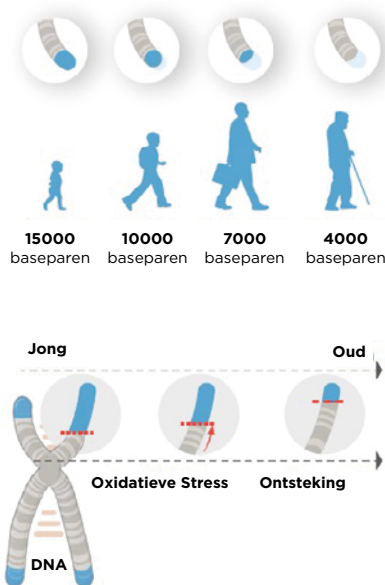 15000 10000 7000 4000
baseparen baseparen baseparen baseparen
Jong Oud
Oxidatieve Stress Ontsteking
DNA